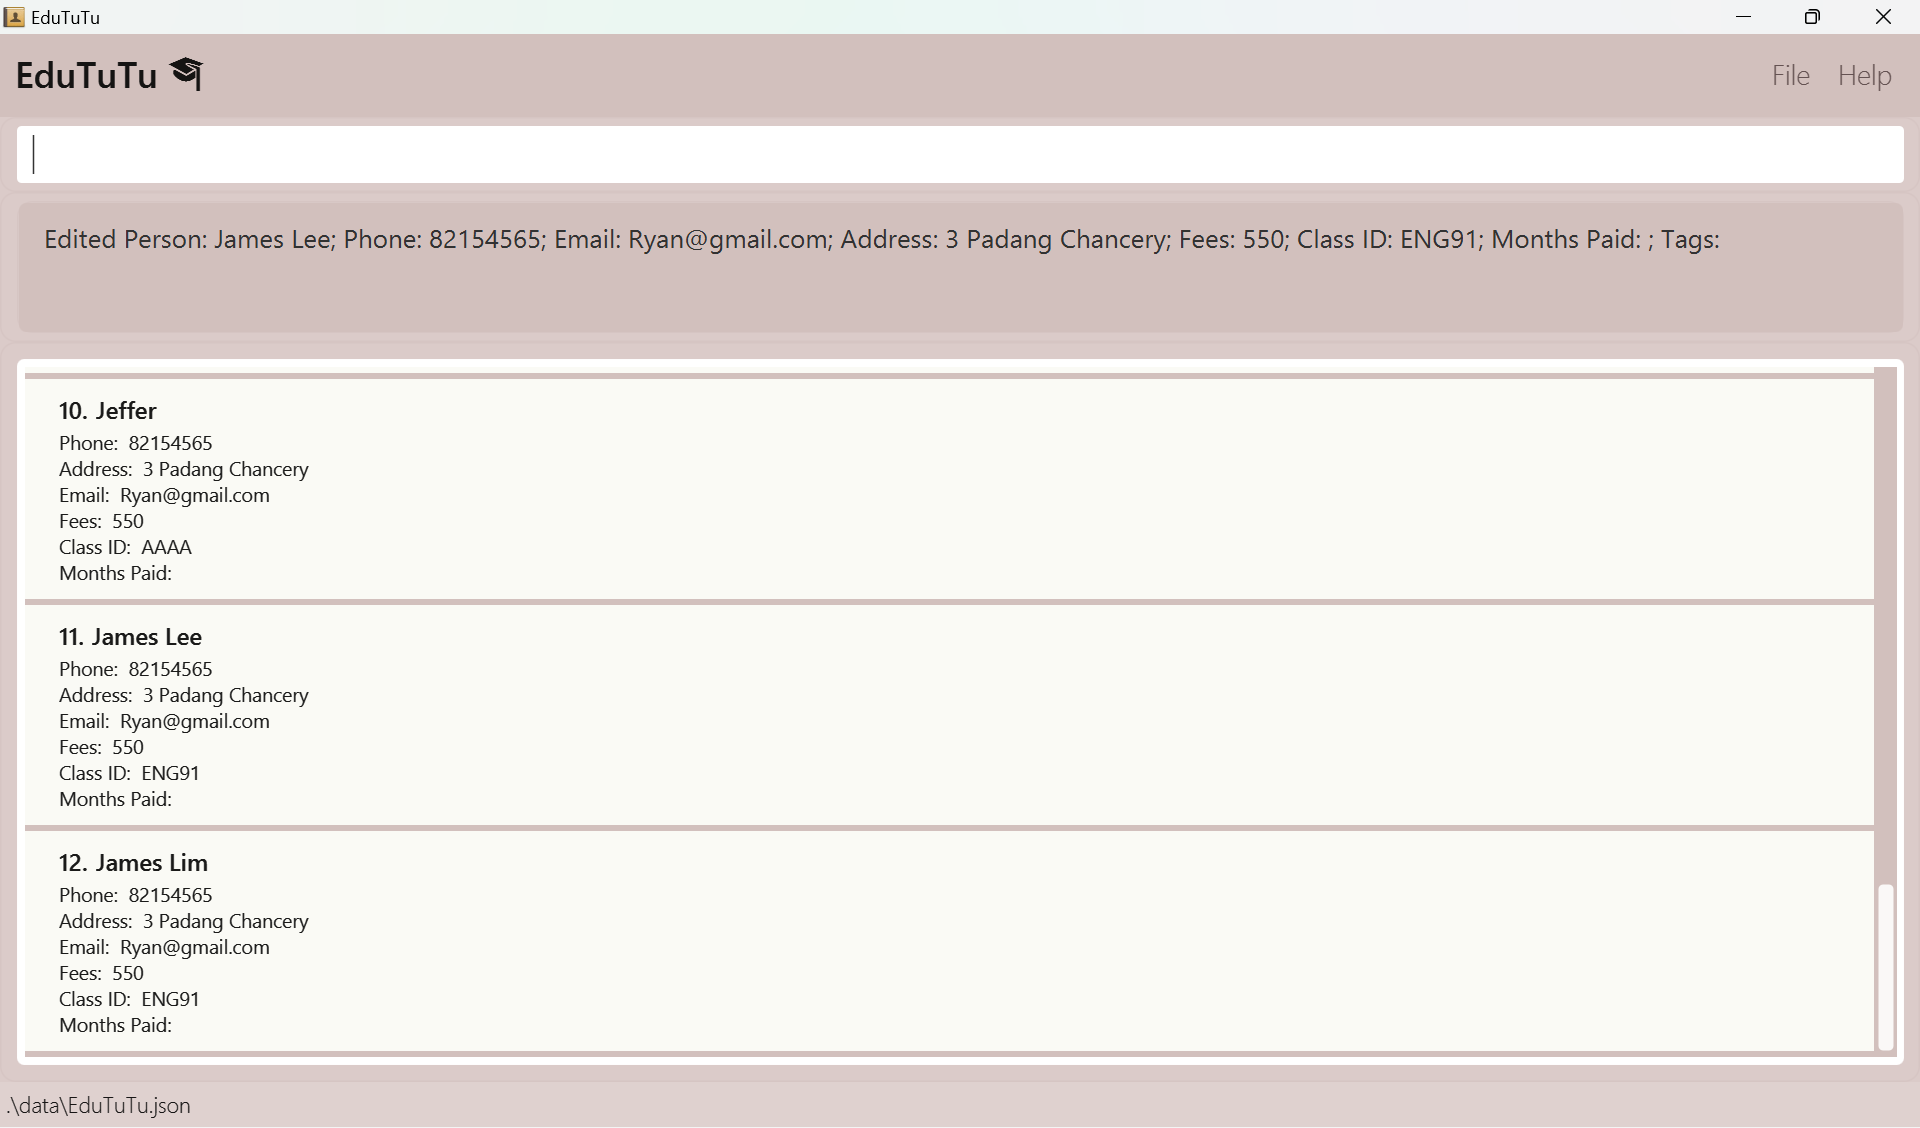 EduTuTu
EduTuTu
File Help
Edited Person: James Lee; Phone: 82154565; Email: Ryan@gmail.com; Address: 3 Padang Chancery; Fees: 550; Class ID: ENG91; Months Paid: ; Tags:
10. Jeffer
Phone: 82154565
Address: 3 Padang Chancery
Email: Ryan@gmail.com
Fees: 550
Class ID: AAAA
Months Paid:
11. James Lee
Phone: 82154565
Address: 3 Padang Chancery
Email: Ryan@gmail.com
Fees: 550
Class ID: ENG91
Months Paid:
12. James Lim
Phone: 82154565
Address: 3 Padang Chancery
Email: Ryan@gmail.com
Fees: 550
Class ID: ENG91
Months Paid:
.\data\EduTuTu.json